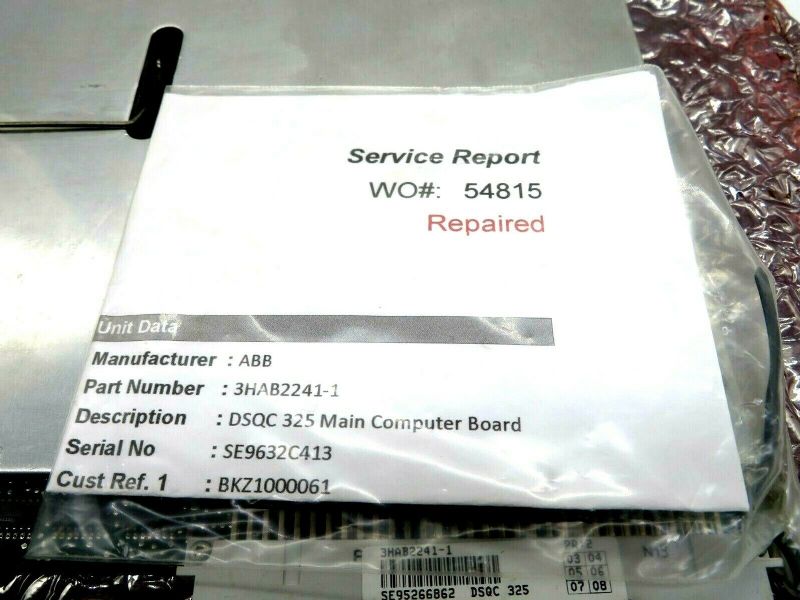 Service Report
WO#: 54815
Repaired
Unit Data
Manufacturer : ABB
Part Number : 3HAB2241-1
Description : DSQC 325 Main Computer Board
Serial No : SE9632C413
Cust Ref. 1 : BKZ1000061
3HAB2241-1
03 04
05 06
SE95266862 DSQC 325 07 08